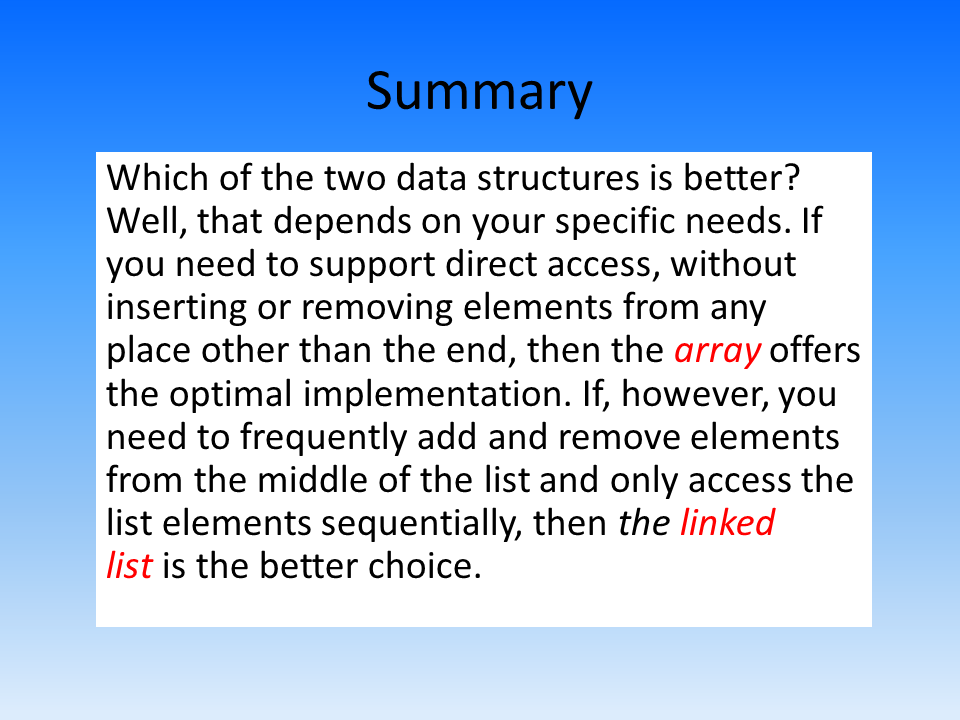 Summary
Which of the two data structures is better?
Well, that depends on your specific needs. If
you need to support direct access, without
inserting or removing elements from any
place other than the end, then the array offers
the optimal implementation. If, however, you
need to frequently add and remove elements
from the middle of the list and only access the
list elements sequentially, then the linked
list is the better choice.